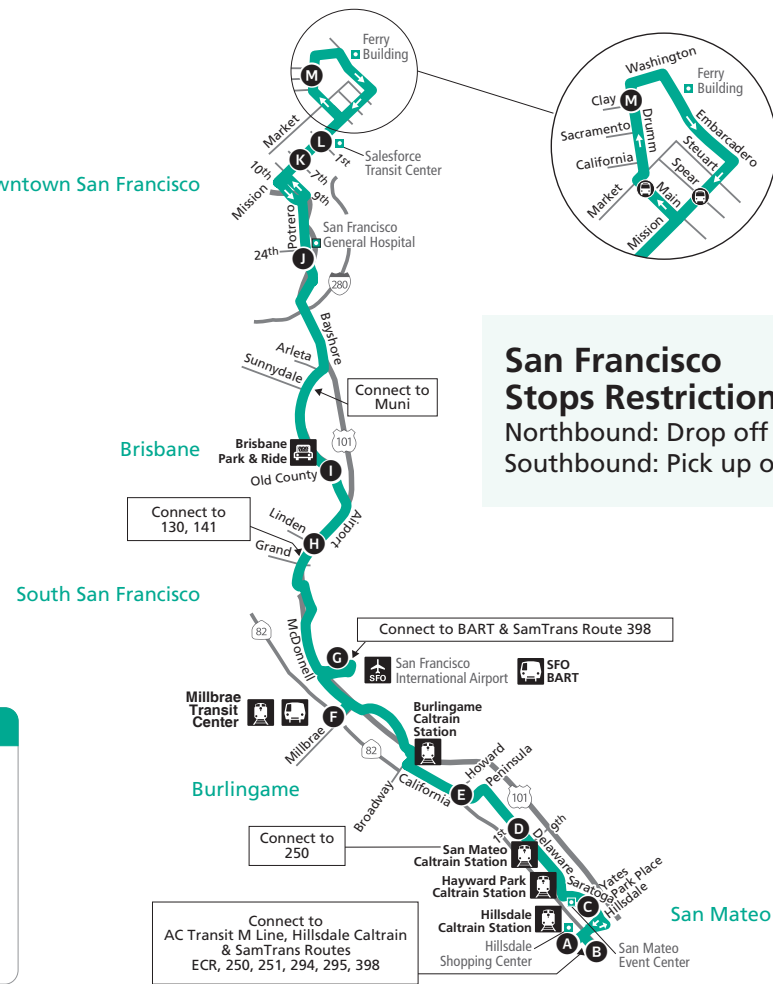 Ferry
Building
M
Market
L
K
1st
Salesforce
Transit Center
10th
7th
9th
Mission
Downtown San Francisco
Potrero
San Francisco
General Hospital
24th
J
280
Washington
Ferry
Building
Clay
M
Embarcadero
Sacramento
Drumm
Steuart
California
Spear
Market
Main
Mission
Bayshore
Arleta
Sunnydale
Connect to
Muni
San Francisco
Stops Restriction
Northbound: Drop off
Southbound: Pick up o
Brisbane
Brisbane
Park & Ride
101
Old County
I
Airport
Connect to
130, 141
Linden
H
Grand
South San Francisco
82
McDonnell
Connect to BART & SamTrans Route 398
G
SFO
San Francisco
International Airport
SFO
BART
Millbrae
Transit
Center
F
Millbrae
82
Burlingame
Caltrain
Station
Burlingame
Broadway
California
E
Howard
Peninsula
101
Connect to
250
1st
D
Delaware
9th
San Mateo
Caltrain Station
Hayward Park
Caltrain Station
Saratoga
Yates
Park Place
Hillsdale
C
San Mateo
Hillsdale
Caltrain Station
Connect to
AC Transit M Line, Hillsdale Caltrain
& SamTrans Routes
ECR, 250, 251, 294, 295, 398
Hillsdale
Shopping Center
A
B
San Mateo
Event Center